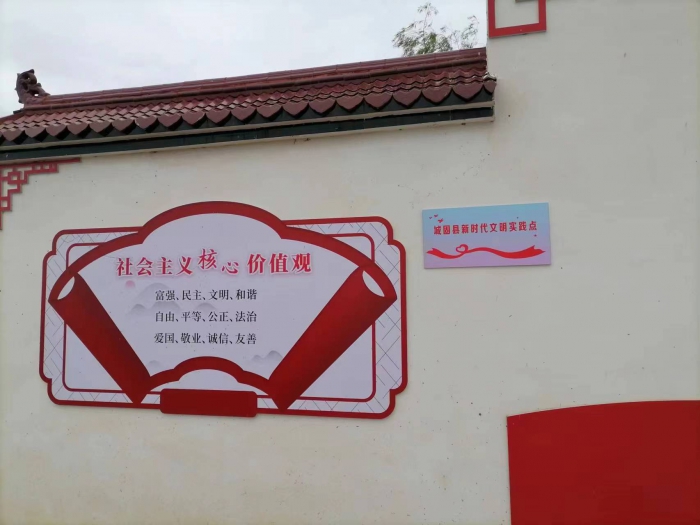 社会主义核心价值观
富强、民主、文明、和谐
自由、平等、公正、法治
爱国、敬业、诚信、友善
城固县新时代文明实践点